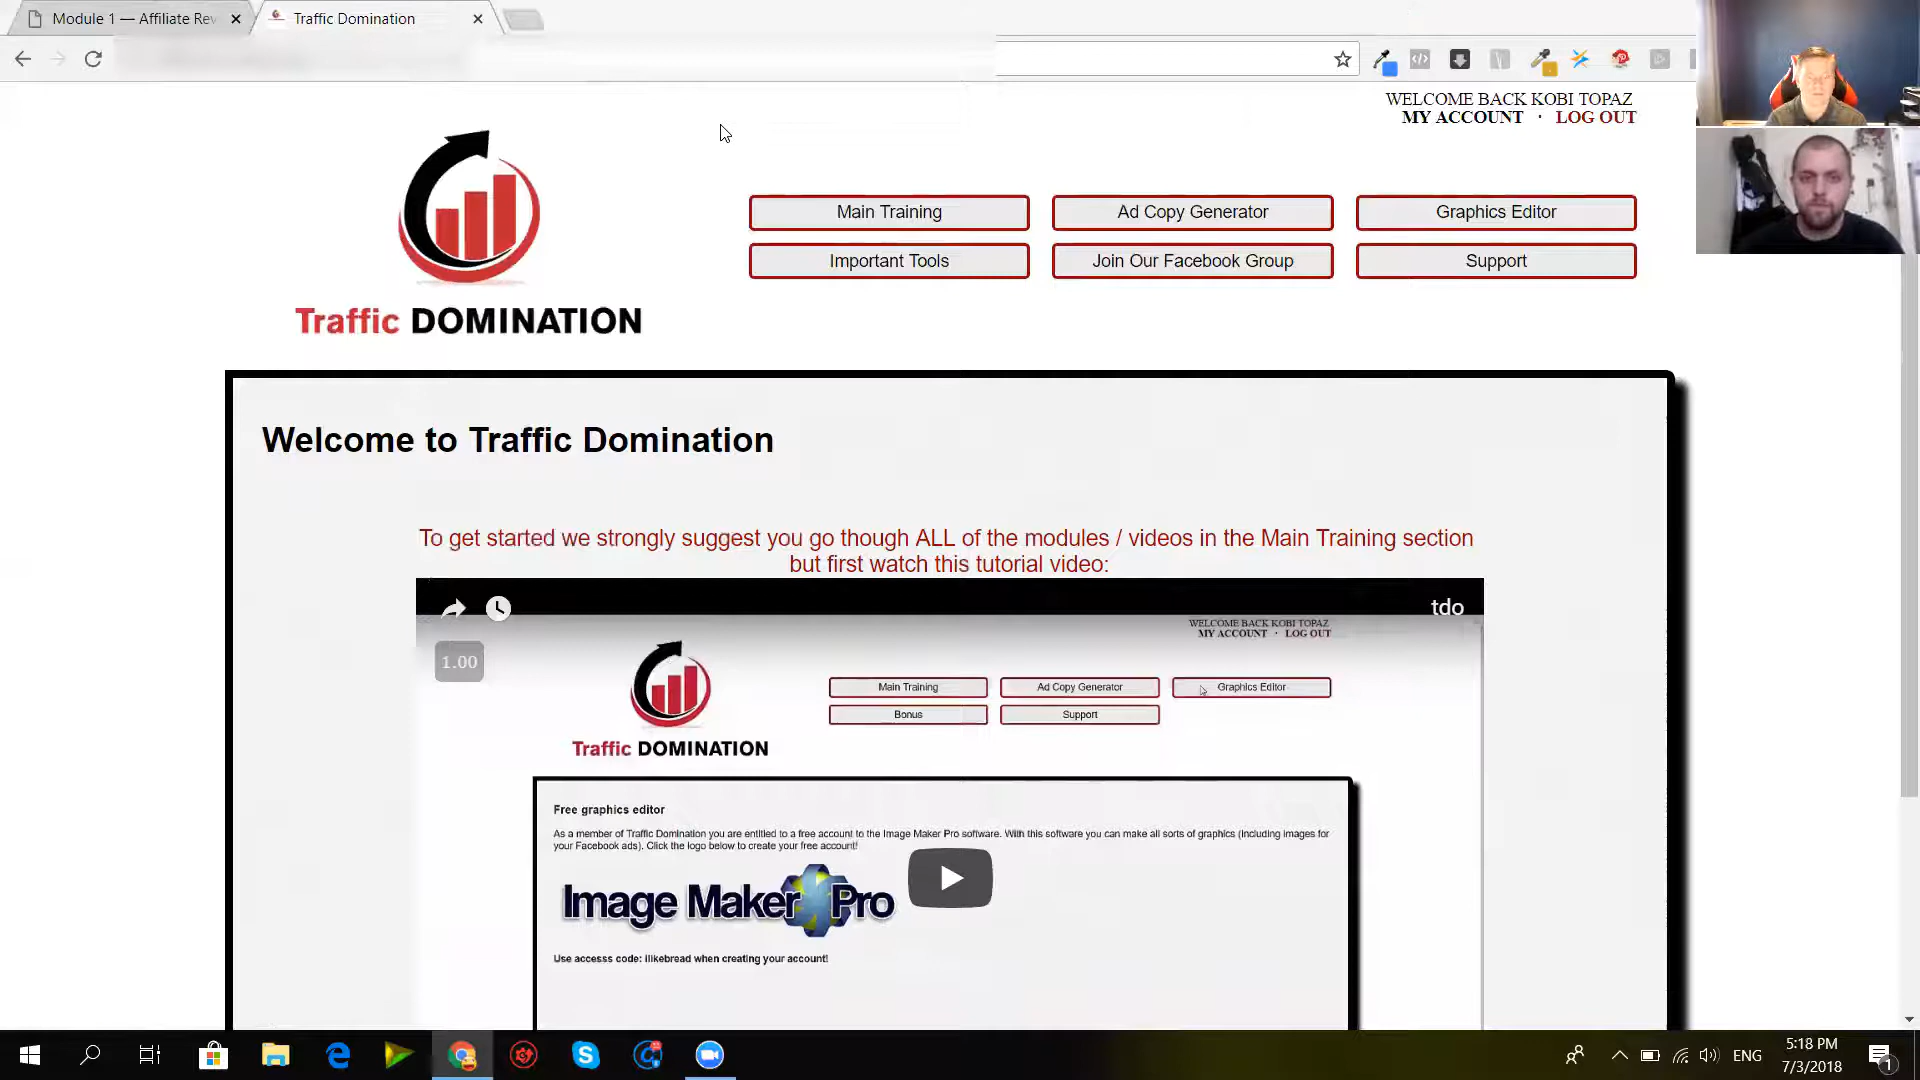 Module 1 — Affiliate Rev
Traffic Domination
WELCOME BACK KOBI TOPAZ
MY ACCOUNT · LOG OUT
Main Training
Ad Copy Generator
Graphics Editor
Important Tools
Join Our Facebook Group
Support
Traffic DOMINATION
Welcome to Traffic Domination
To get started we strongly suggest you go though ALL of the modules / videos in the Main Training section
but first watch this tutorial video:
tdo
WELCOME BACK KOBI TOPAZ
MY ACCOUNT · LOG OUT
1.00
Main Training
Ad Copy Generator
Graphics Editor
Bonus
Support
Traffic DOMINATION
Free graphics editor
As a member of Traffic Domination you are entitled to a free account to the Image Maker Pro software. With this software you can make all sorts of graphics (including images for
your Facebook ads). Click the logo below to create your free account!
Image Maker Pro
Use accesss code: ilikebread when creating your account!
ENG
5:18 PM
7/3/2018
1